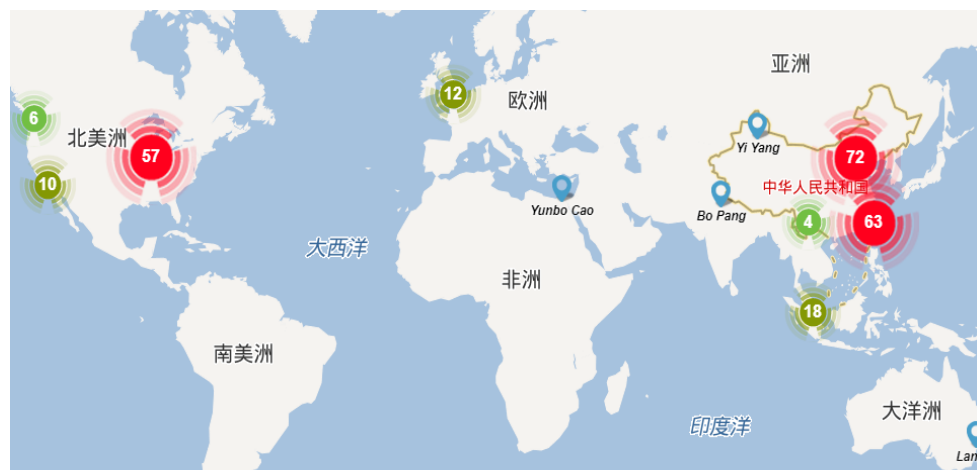 亚洲
欧洲
12
6
北美洲
57
10
Yi Yang
72
中华人民共和国
Yunbo Cao
Bo Pang
4
63
大西洋
非洲
18
南美洲
大洋洲
印度洋
Lan